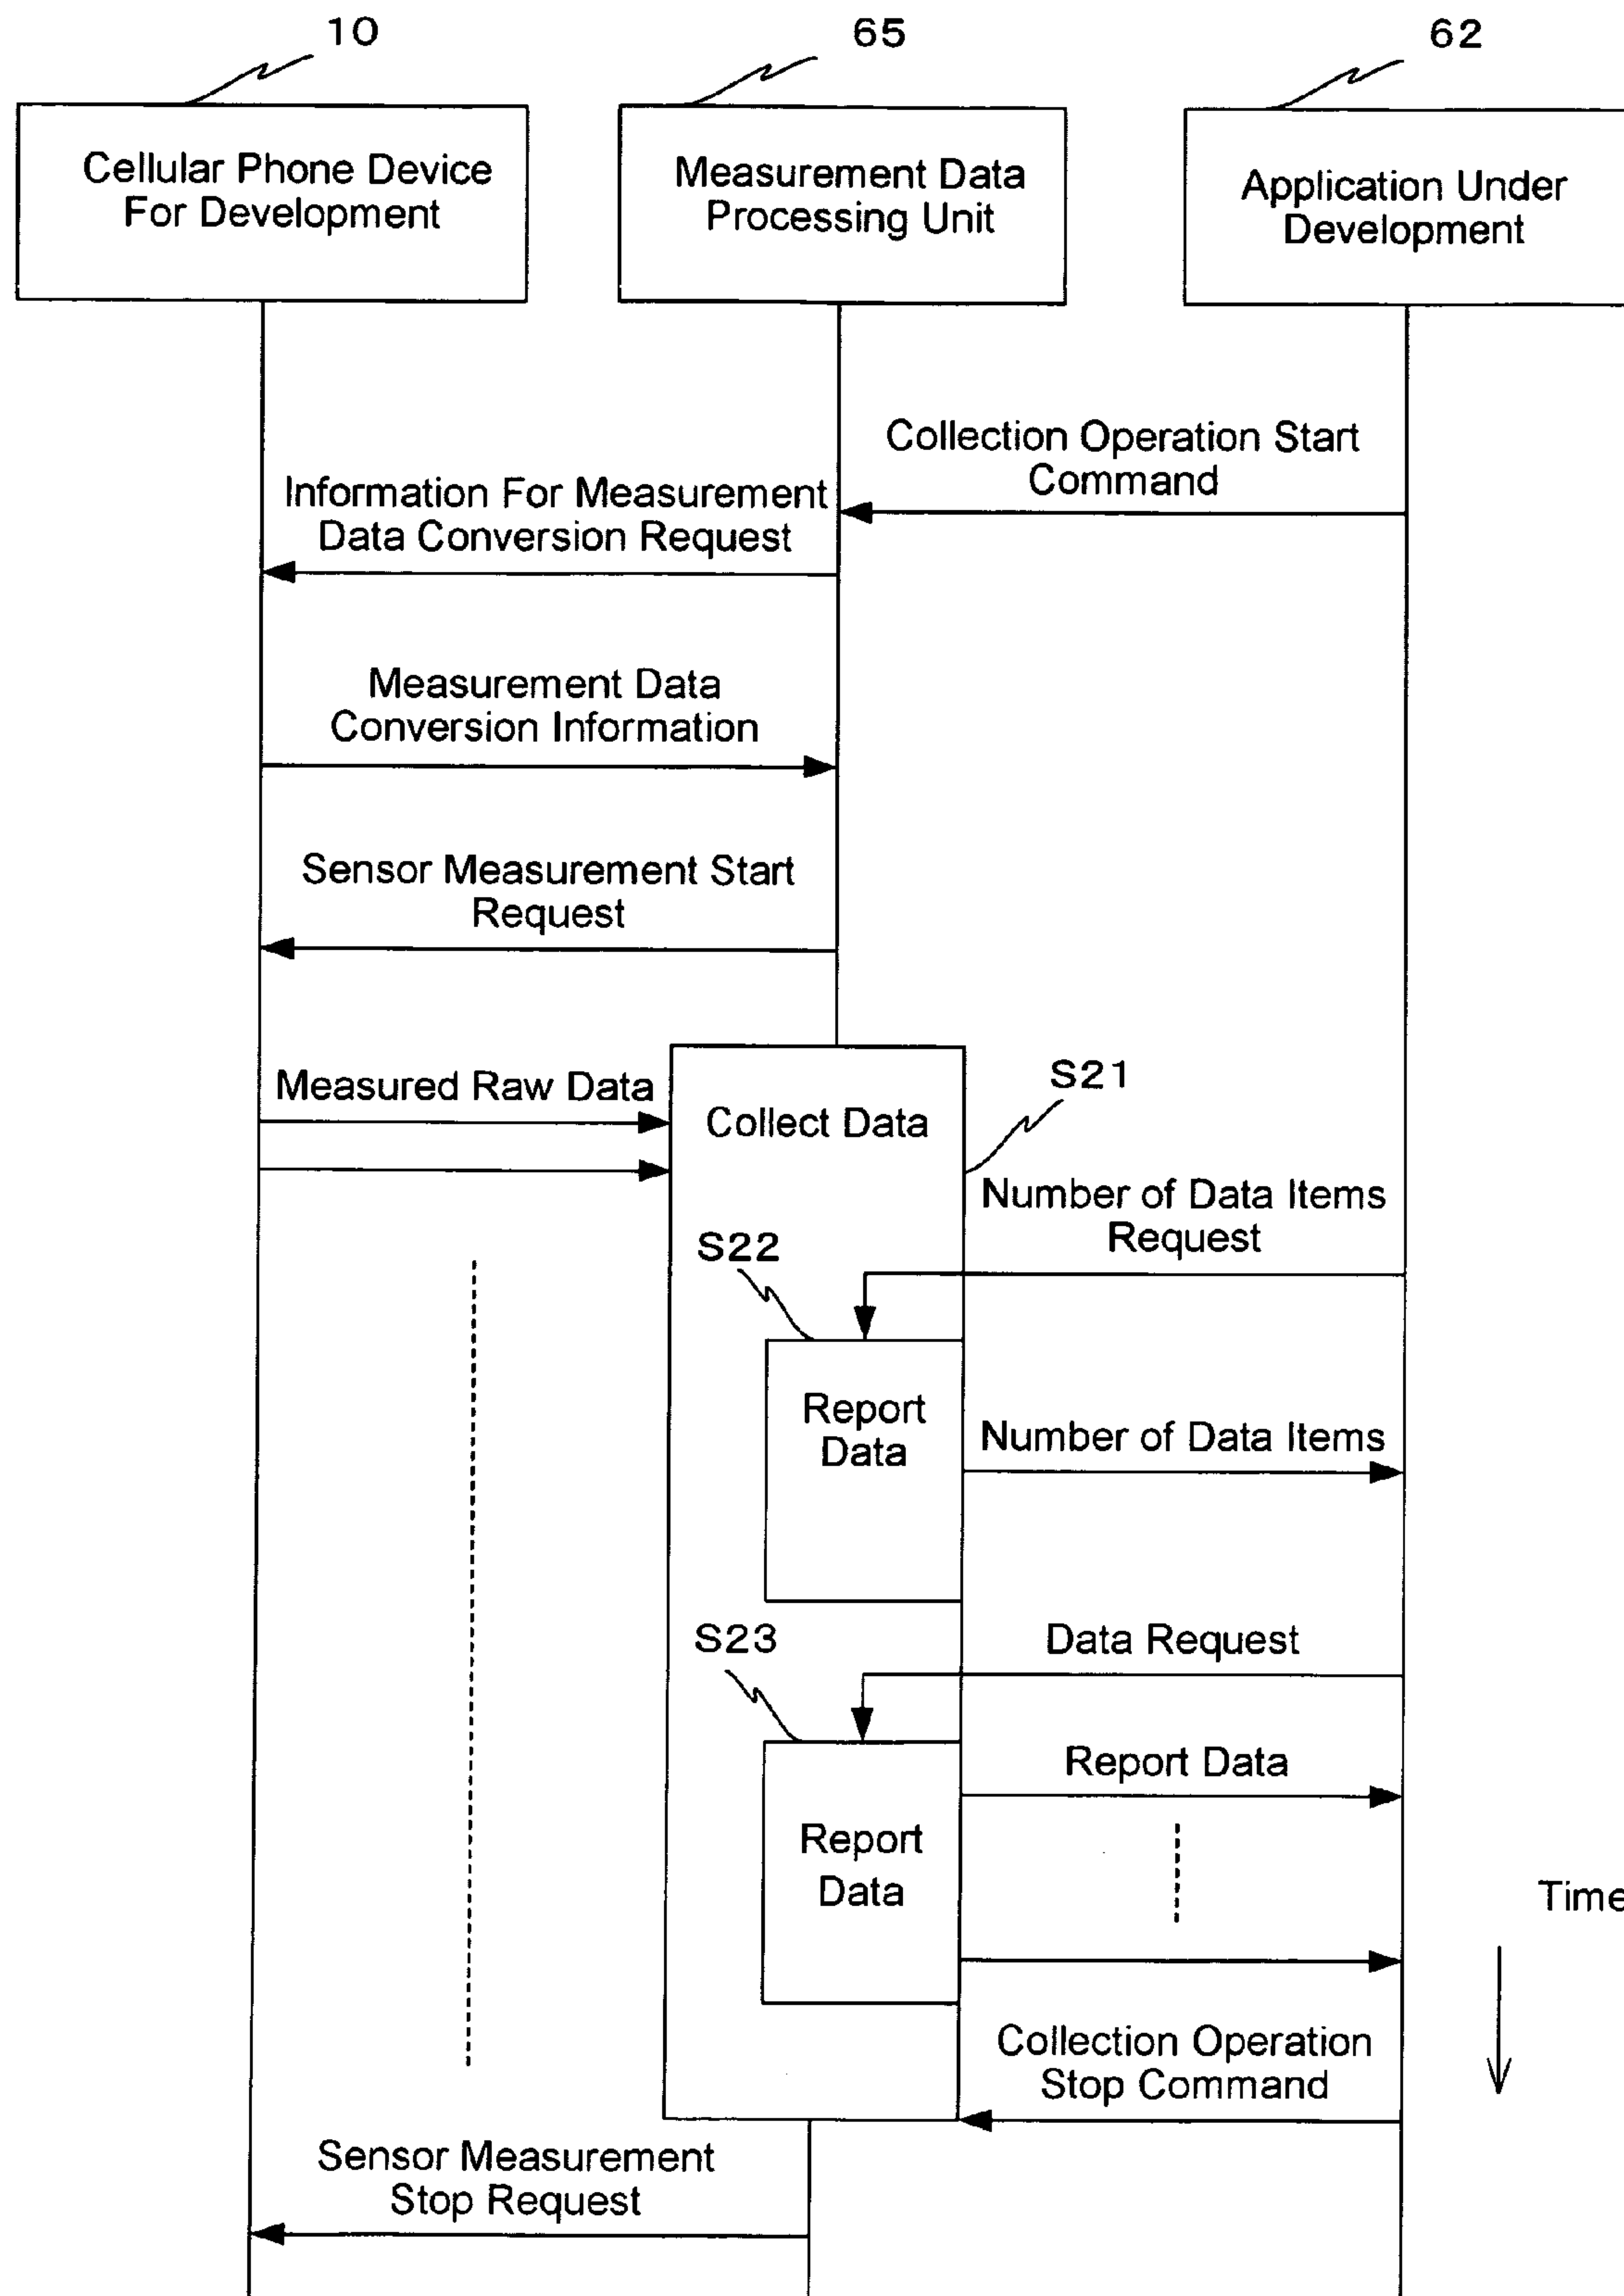 10
65
62
Cellular Phone Device
For Development
Measurement Data
Processing Unit
Application Under
Development
Collection Operation Start
Command
Information For Measurement
Data Conversion Request
Measurement Data
Conversion Information
Sensor Measurement Start
Request
Measured Raw Data
Collect Data
S21
Number of Data Items
Request
S22
Report
Data
Number of Data Items
S23
Data Request
Report Data
Report
Data
Time
Collection Operation
Stop Command
Sensor Measurement
Stop Request